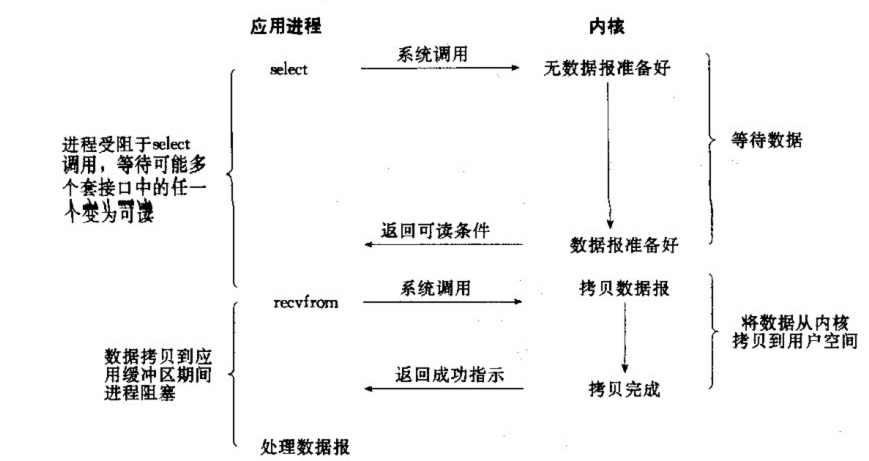 应用进程
内核
select
系统调用
无数据报准备好
进程受阻于select
调用，等待可能多
个套接口中的任一
个变为可读
等待数据
返回可读条件
数据报准备好
recvfrom
系统调用
拷贝数据报
将数据从内核
拷贝到用户空间
数据拷贝到应
用缓冲区期间
进程阻塞
返回成功指示
拷贝完成
处理数据报